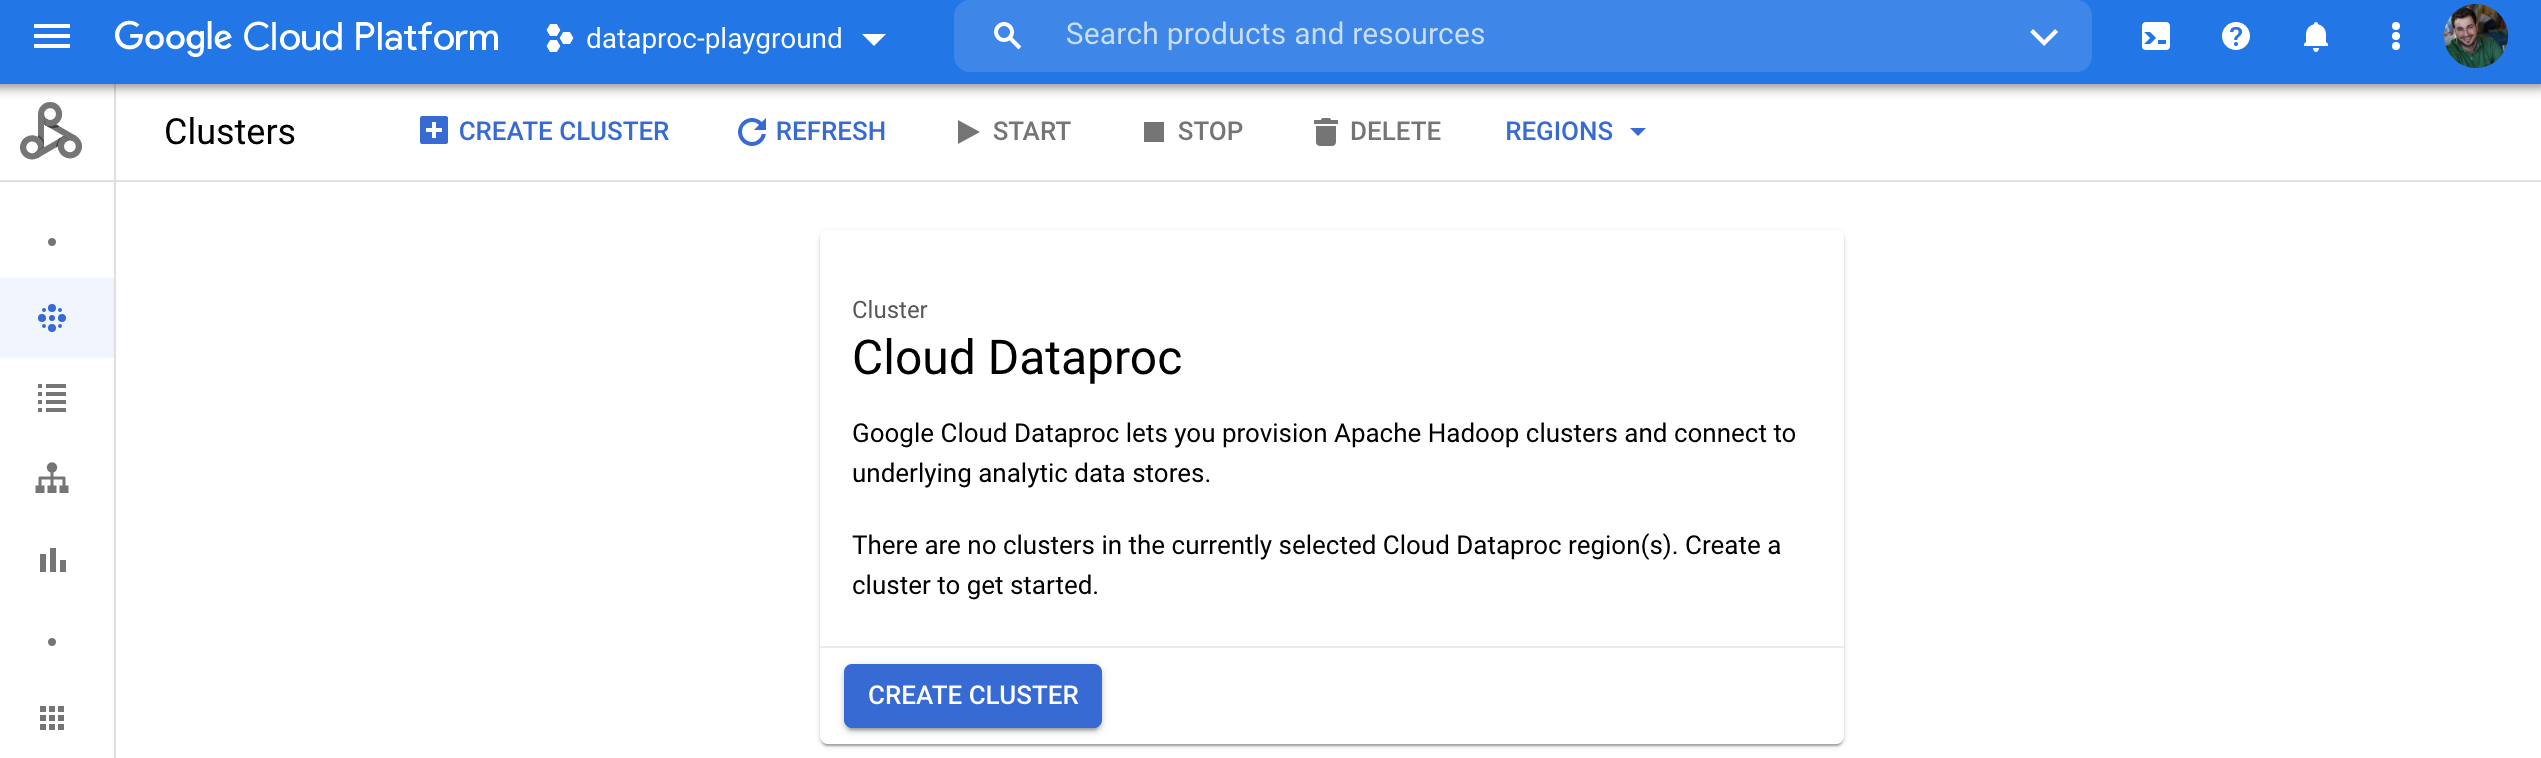 Google Cloud Platform
dataproc-playground
Search products and resources
Clusters
CREATE CLUSTER
REFRESH
START
STOP
DELETE
REGIONS
Cluster
Cloud Dataproc
Google Cloud Dataproc lets you provision Apache Hadoop clusters and connect to
underlying analytic data stores.
There are no clusters in the currently selected Cloud Dataproc region(s). Create a
cluster to get started.
CREATE CLUSTER